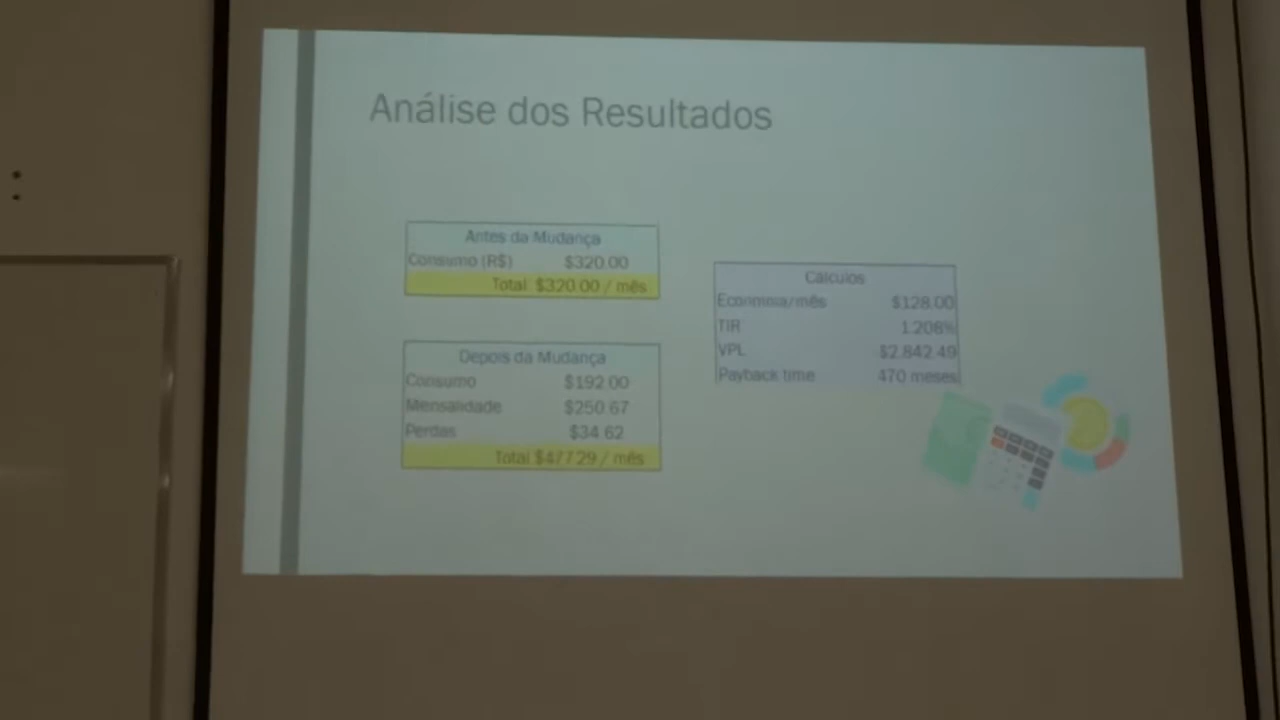 Análise dos Resultados
Antes da Mudança
Consumo (R$) $320.00
Total $320.00 / mês
Depois da Mudança
Consumo $192.00
Mensalidade $250.67
Perdas $34.62
Total $477.29 / mês
Cálculos
Economia/mês $128.00
TIR 1.208%
VPL $2,842.49
Payback time 470 meses